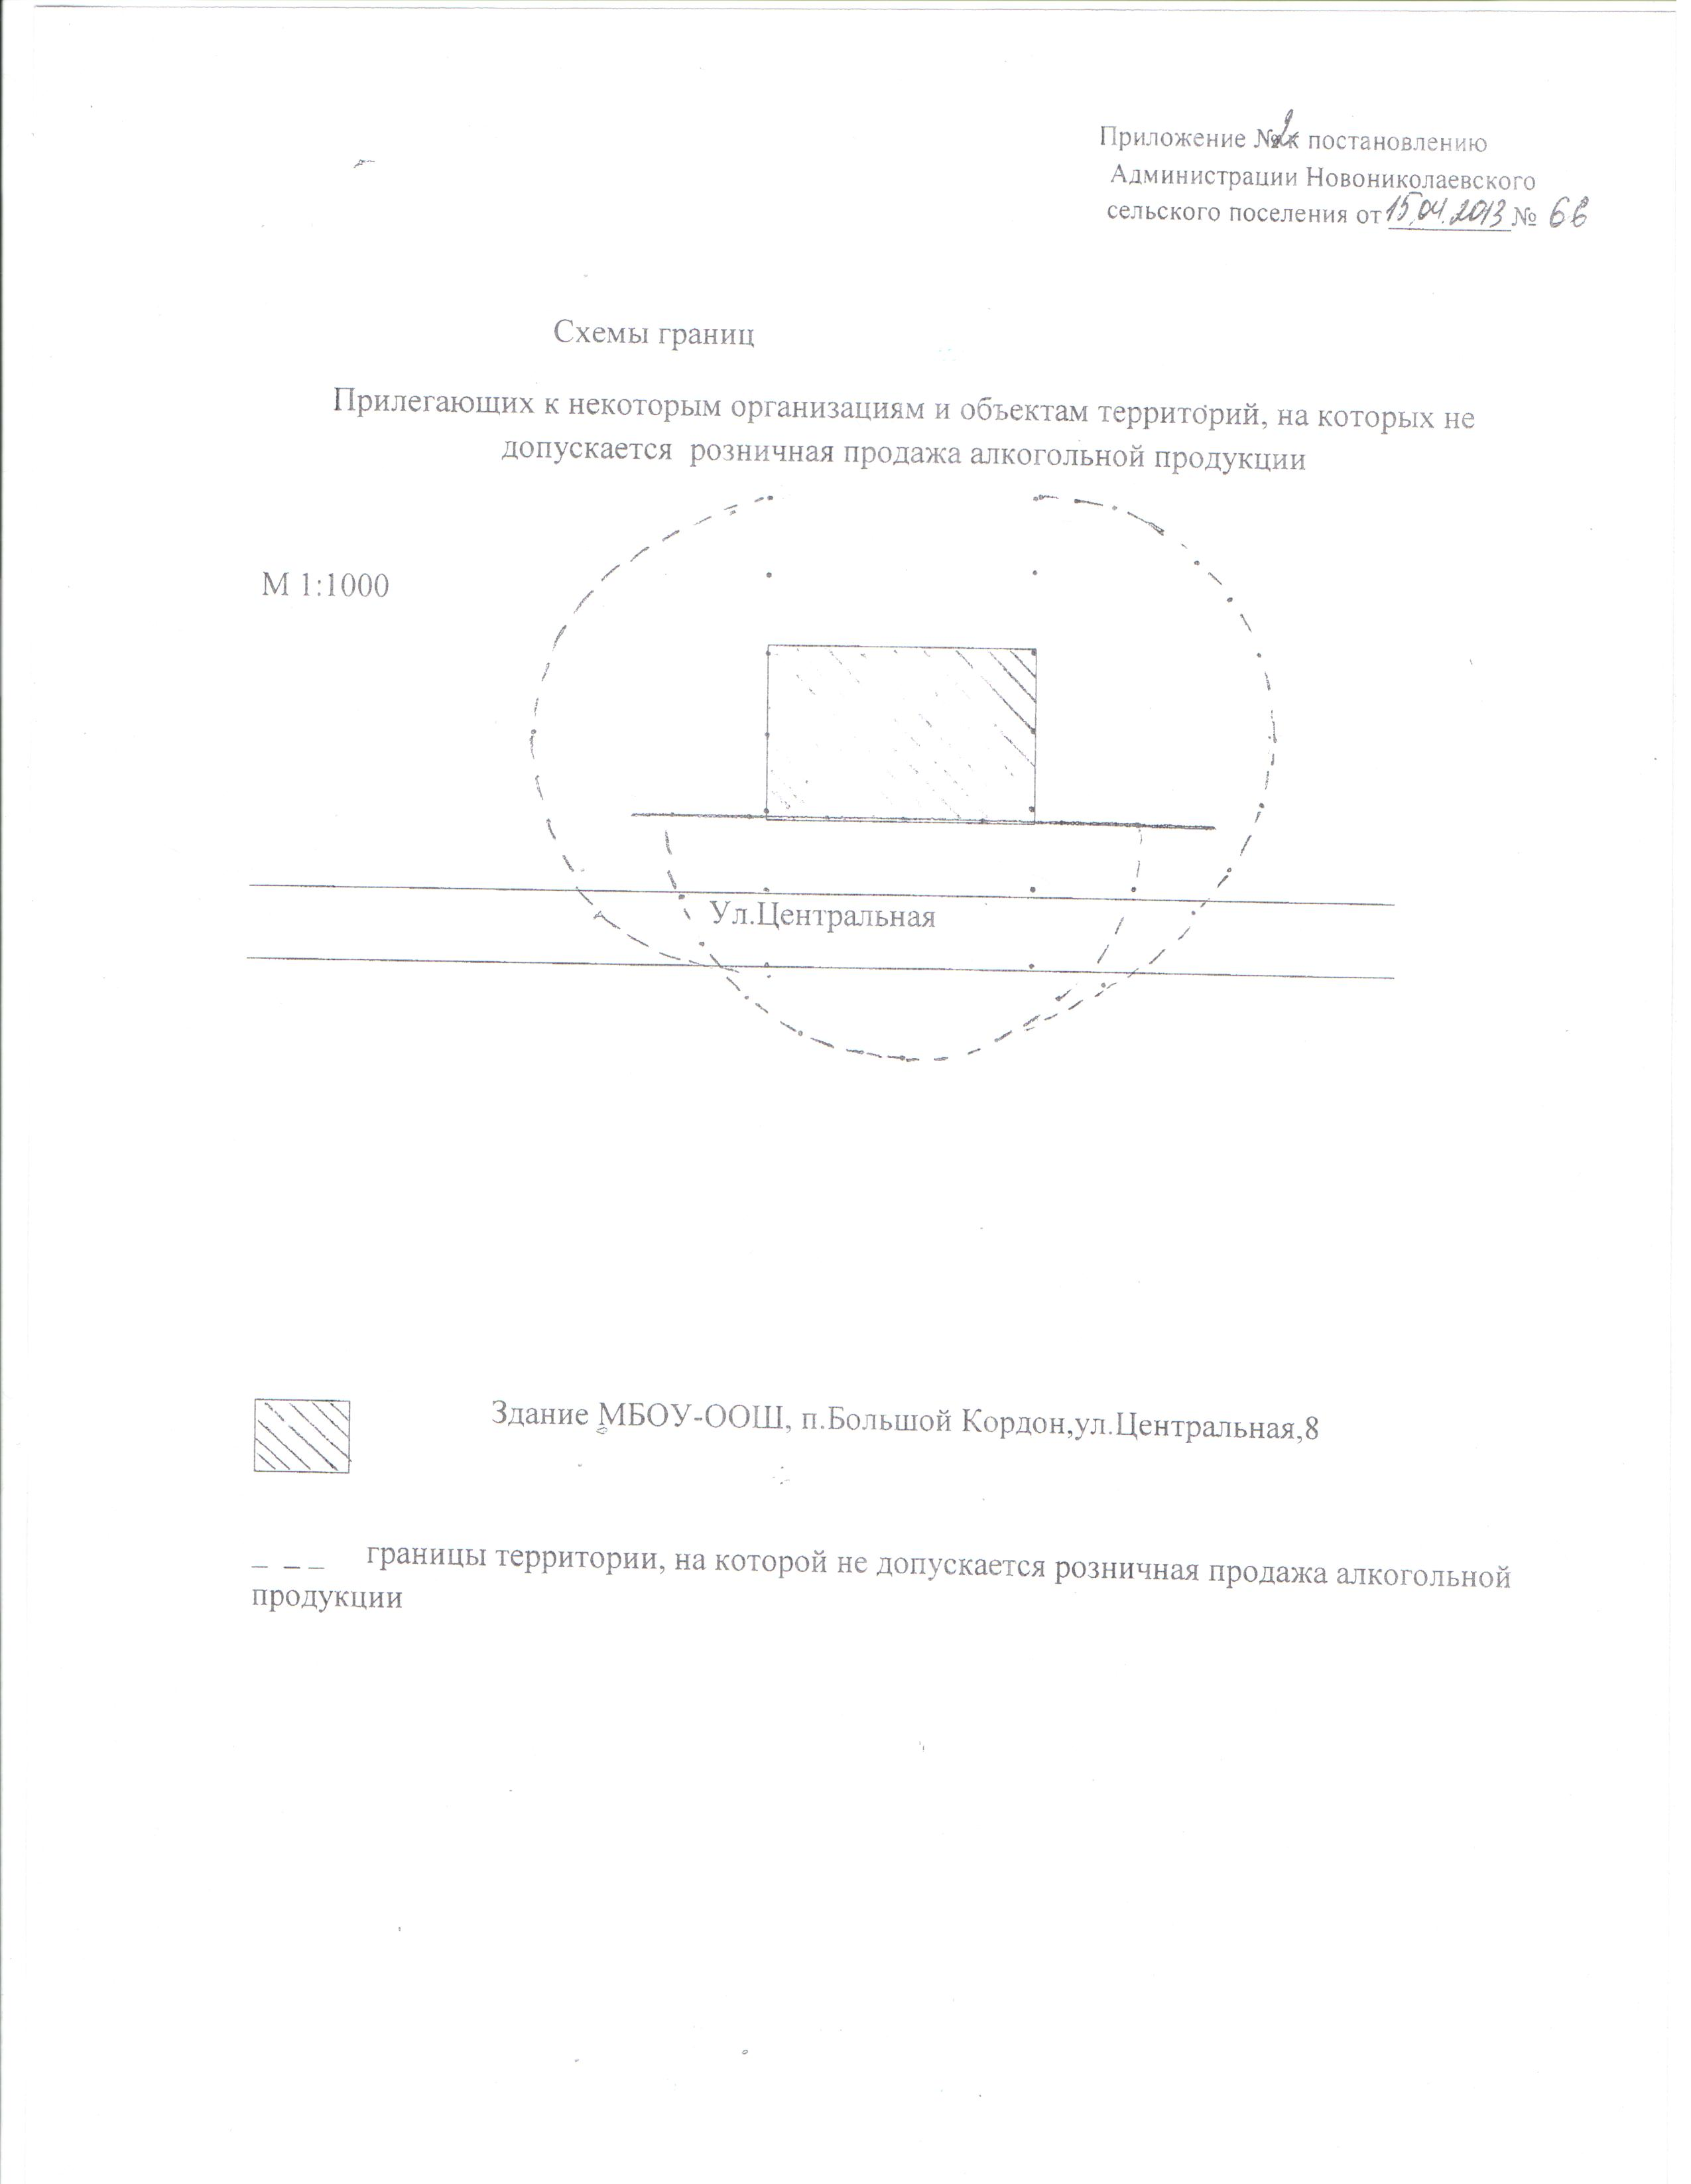 Приложение № 2 к постановлению
Администрации Новониколаевского
сельского поселения от 15.04.2013 №
Схемы границ
Прилегающих к некоторым организациям и объектам территорий, на которых не
допускается розничная продажа алкогольной продукции
М 1:1000
Ул.Центральная
Здание МБОУ-ООШ, п.Большой Кордон,ул.Центральная,8
_ _ _ границы территории, на которой не допускается розничная продажа алкогольной
продукции